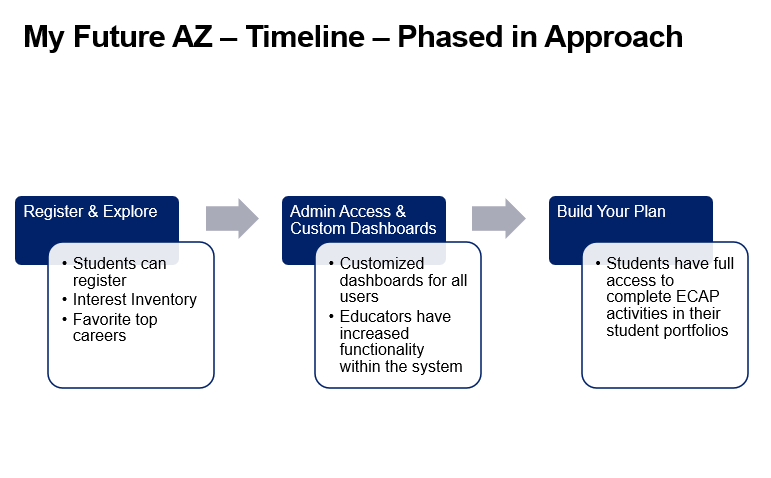 My Future AZ – Timeline – Phased in Approach
Register & Explore
• Students can
register
• Interest Inventory
• Favorite top
careers
Admin Access &
Custom Dashboards
• Customized
dashboards for all
users
• Educators have
increased
functionality
within the system
Build Your Plan
• Students have full
access to
complete ECAP
activities in their
student portfolios